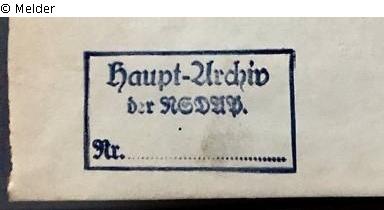 © Melder
Haupt-Archiv
der NSDAP.
Nr. ........................................